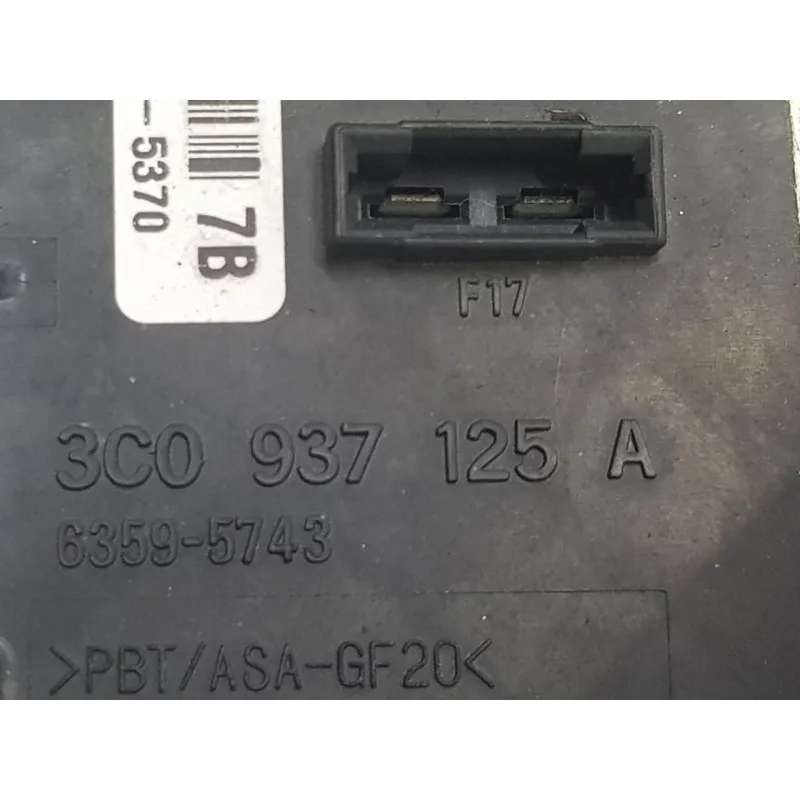 -5370
7B
F17
3C0 937 125 A
6359-5743
>PBT/ASA-GF20<